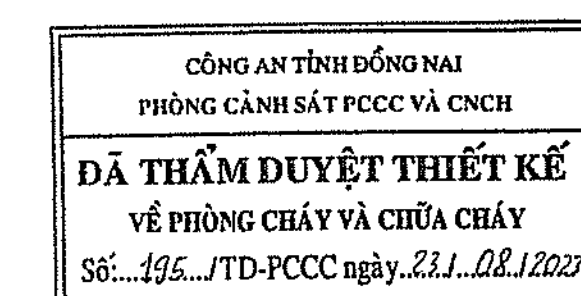 CÔNG AN TỈNH ĐỒNG NAI
PHÒNG CẢNH SÁT PCCC VÀ CNCH
ĐÃ THẨM DUYỆT THIẾT KẾ
VỀ PHÒNG CHÁY VÀ CHỮA CHÁY
Số:...195.../TD-PCCC ngày..23./...08./2023